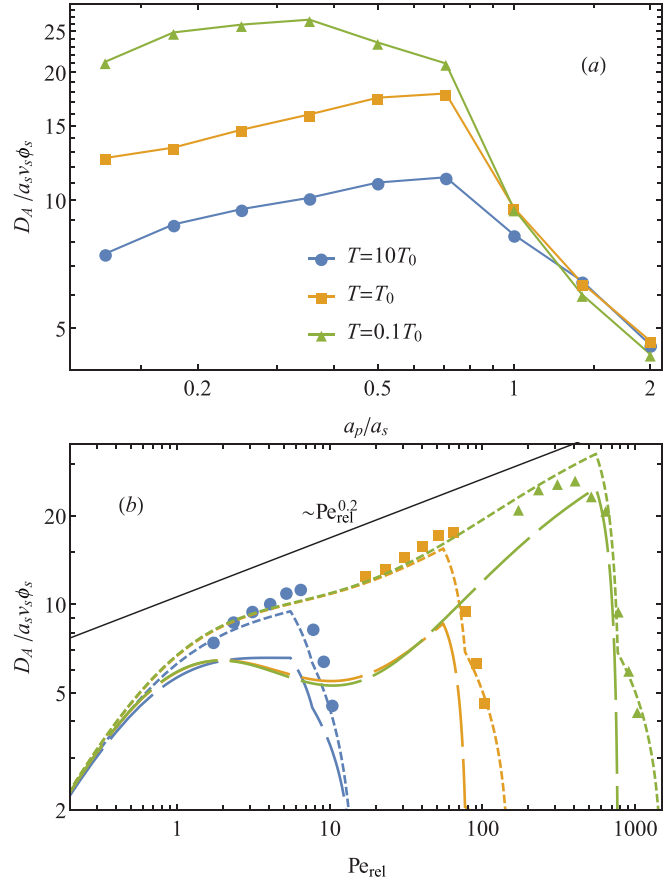 25
20
15
10
5
D_A / a_s v_s ϕ_s
(a)
T=10T_0
T=T_0
T=0.1T_0
0.2
0.5
1
2
a_p/a_s
(b)
~Pe_rel^0.2
20
10
5
2
D_A / a_s v_s ϕ_s
1
10
100
1000
Pe_rel